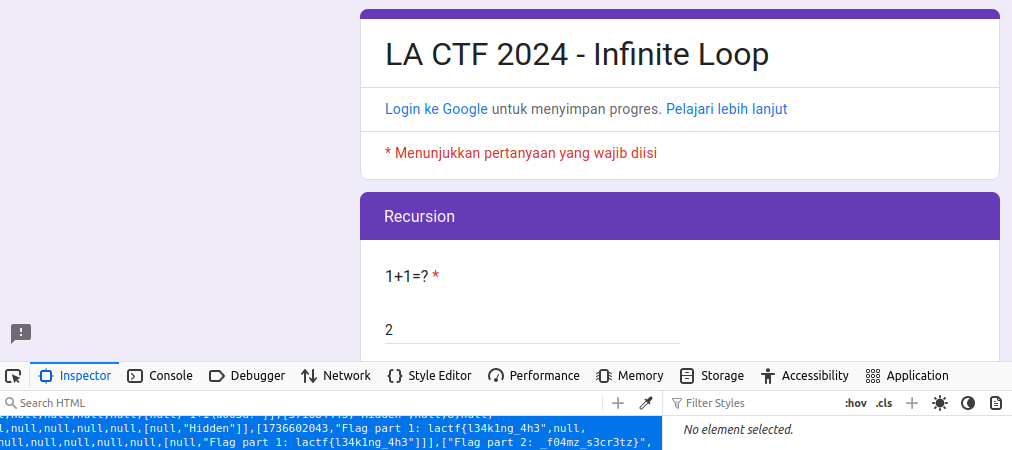 LA CTF 2024 - Infinite Loop
Login ke Google untuk menyimpan progres. Pelajari lebih lanjut
* Menunjukkan pertanyaan yang wajib diisi
Recursion
1+1=? *
2
Inspector Console Debugger Network Style Editor Performance Memory Storage Accessibility Application
Search HTML
Filter Styles :hov .cls
l,null,null,null,null,[null,"Hidden"]],[1736602043,"Flag part 1: lactf{l34k1ng_4h3",null,
null,null,null,null,null,[null,"Flag part 1: lactf{l34k1ng_4h3"]]],["Flag part 2: _f04mz_s3cr3tz}",
No element selected.